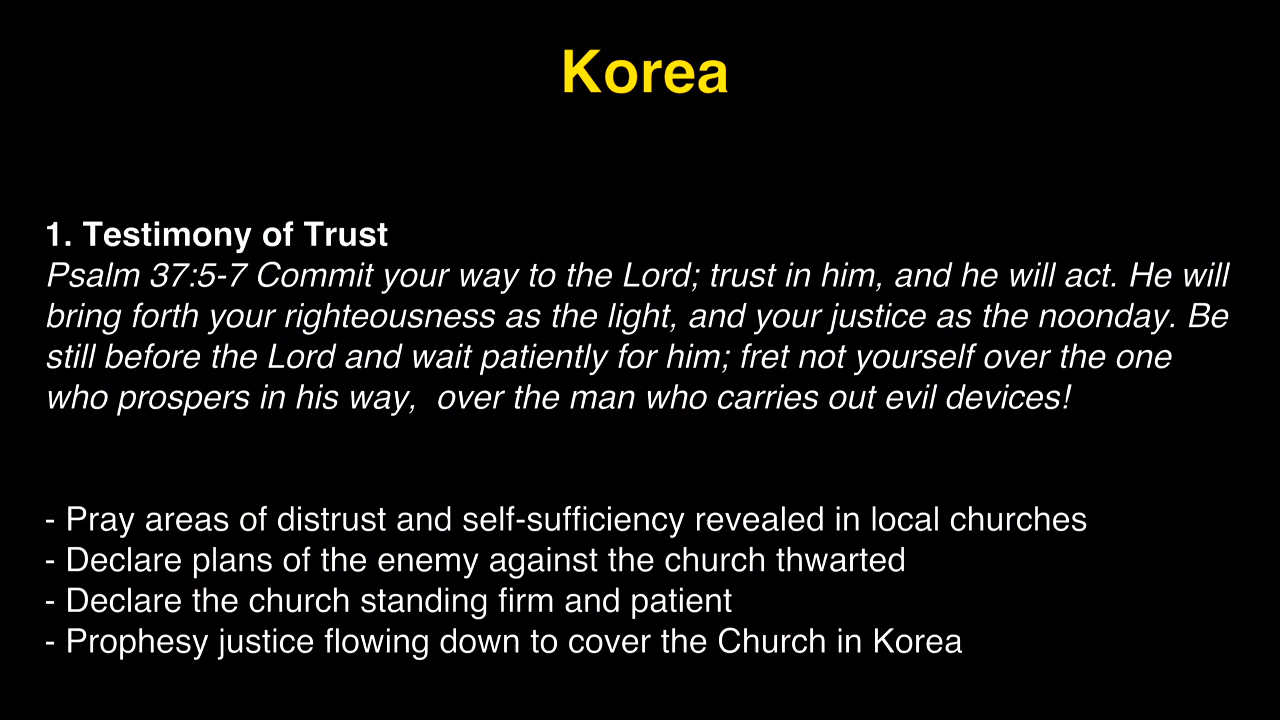 Korea
1. Testimony of Trust
Psalm 37:5-7 Commit your way to the Lord; trust in him, and he will act. He will
bring forth your righteousness as the light, and your justice as the noonday. Be
still before the Lord and wait patiently for him; fret not yourself over the one
who prospers in his way,  over the man who carries out evil devices!
- Pray areas of distrust and self-sufficiency revealed in local churches
- Declare plans of the enemy against the church thwarted
- Declare the church standing firm and patient
- Prophesy justice flowing down to cover the Church in Korea